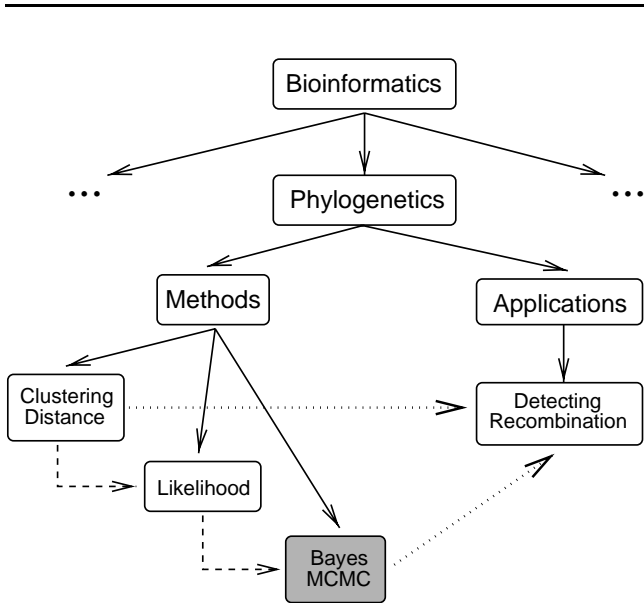 Bioinformatics
... ...
Phylogenetics
Methods
Applications
Clustering
Distance
Detecting
Recombination
Likelihood
Bayes
MCMC